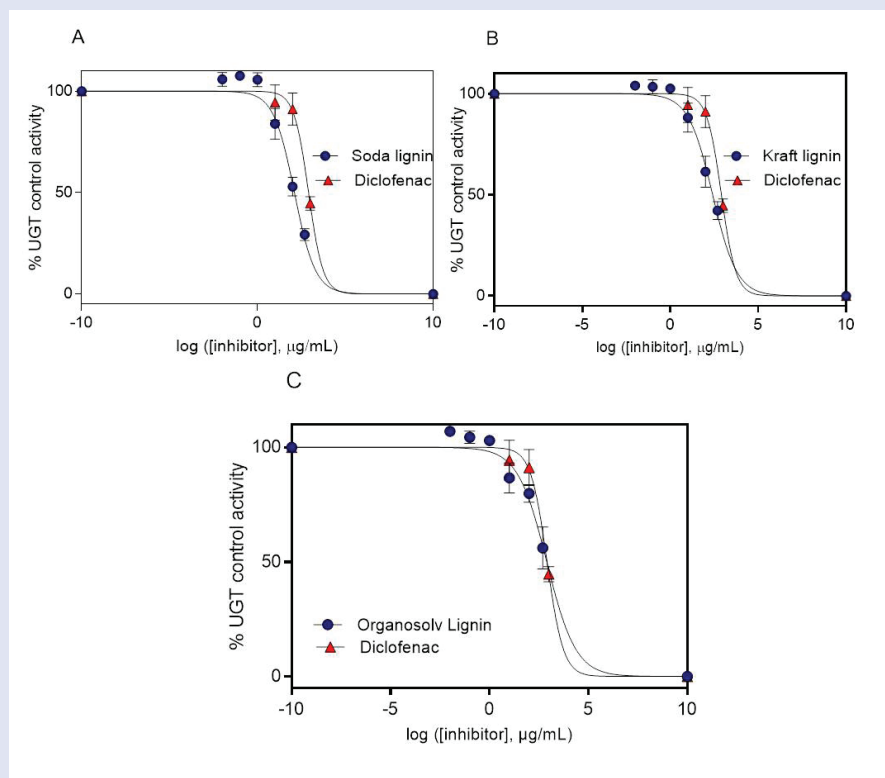 A
% UGT control activity
100
50
0
Soda lignin
Diclofenac
-10
0
10
log ([inhibitor], μg/mL)
B
% UGT control activity
100
50
0
Kraft lignin
Diclofenac
-10
-5
0
5
10
log ([inhibitor], μg/mL)
C
% UGT control activity
100
50
0
Organosolv Lignin
Diclofenac
-10
-5
0
5
10
log ([inhibitor], μg/mL)